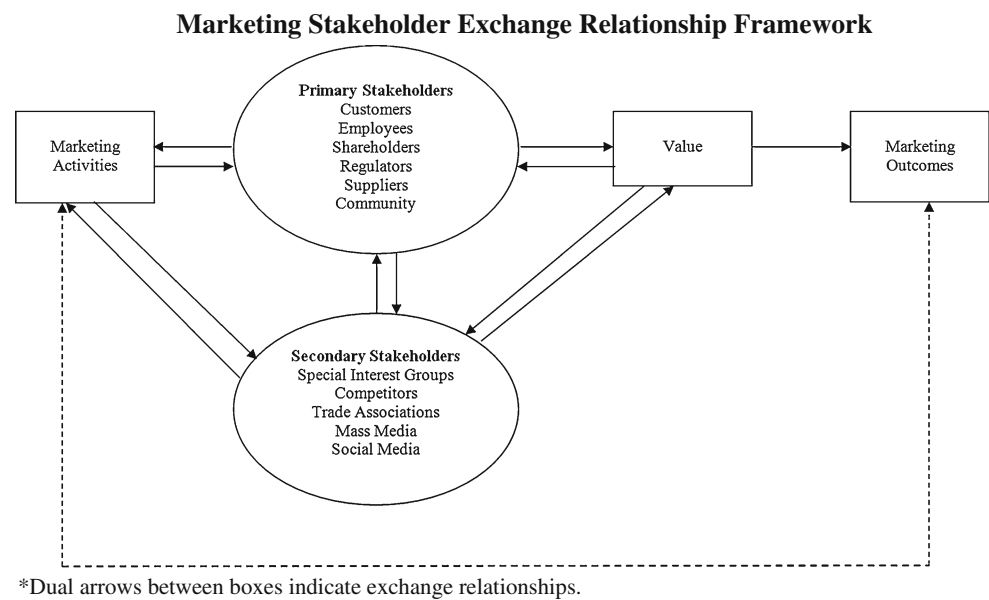 Marketing Stakeholder Exchange Relationship Framework
Primary Stakeholders
Customers
Employees
Shareholders
Regulators
Suppliers
Community
Marketing
Activities
Value
Marketing
Outcomes
Secondary Stakeholders
Special Interest Groups
Competitors
Trade Associations
Mass Media
Social Media
*Dual arrows between boxes indicate exchange relationships.